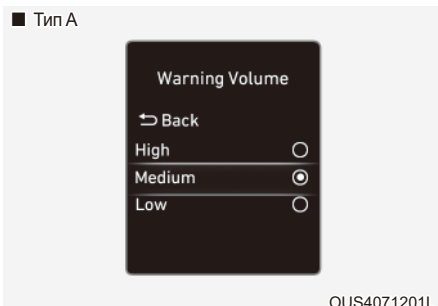 ■ Тип А
Warning Volume
Back
High
Medium
Low
OUS4071201L